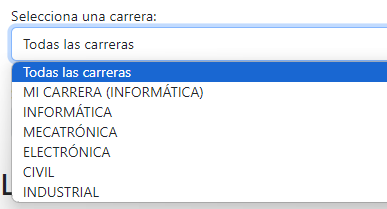 Selecciona una carrera:
Todas las carreras
Todas las carreras
MI CARRERA (INFORMÁTICA)
INFORMÁTICA
MECATRÓNICA
ELECTRÓNICA
CIVIL
INDUSTRIAL